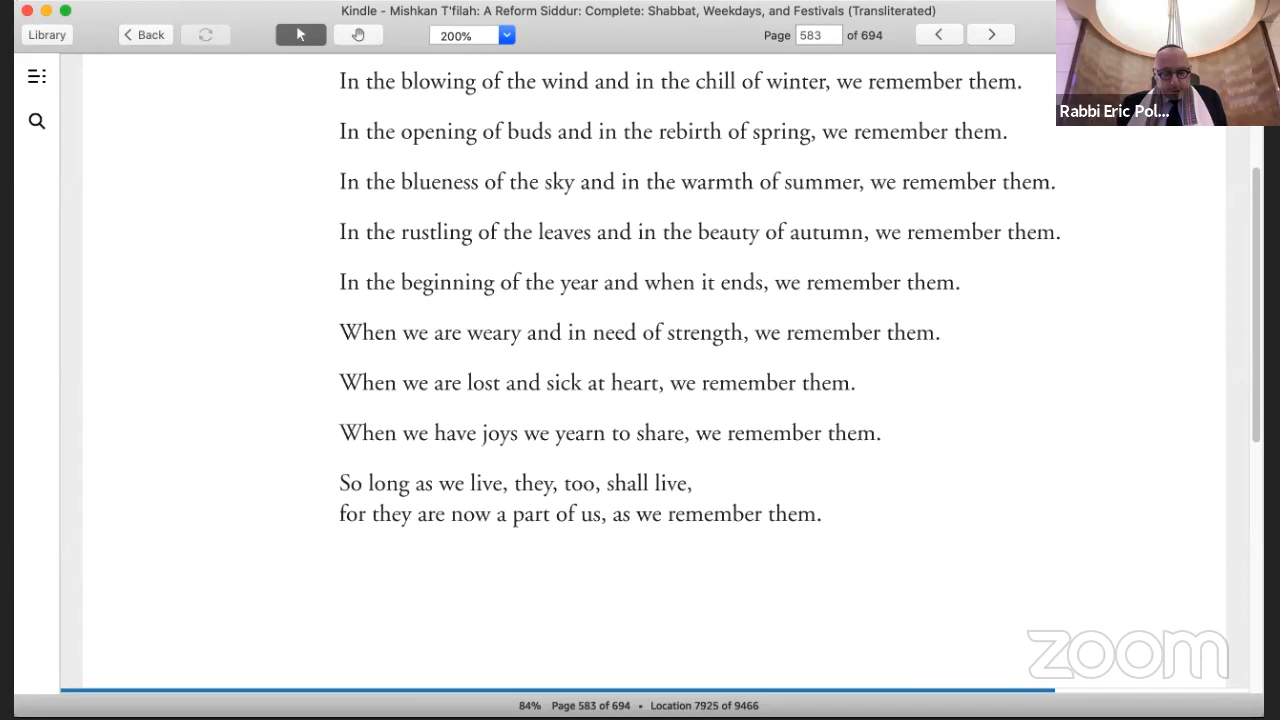 Kindle - Mishkan T'filah: A Reform Siddur: Complete: Shabbat, Weekdays, and Festivals (Transliterated)
Library
Back
200%
Page 583 of 694
In the blowing of the wind and in the chill of winter, we remember them.
In the opening of buds and in the rebirth of spring, we remember them.
In the blueness of the sky and in the warmth of summer, we remember them.
In the rustling of the leaves and in the beauty of autumn, we remember them.
In the beginning of the year and when it ends, we remember them.
When we are weary and in need of strength, we remember them.
When we are lost and sick at heart, we remember them.
When we have joys we yearn to share, we remember them.
So long as we live, they, too, shall live,
for they are now a part of us, as we remember them.
Rabbi Eric Pol...
zoom
84% Page 583 of 694 • Location 7925 of 9466